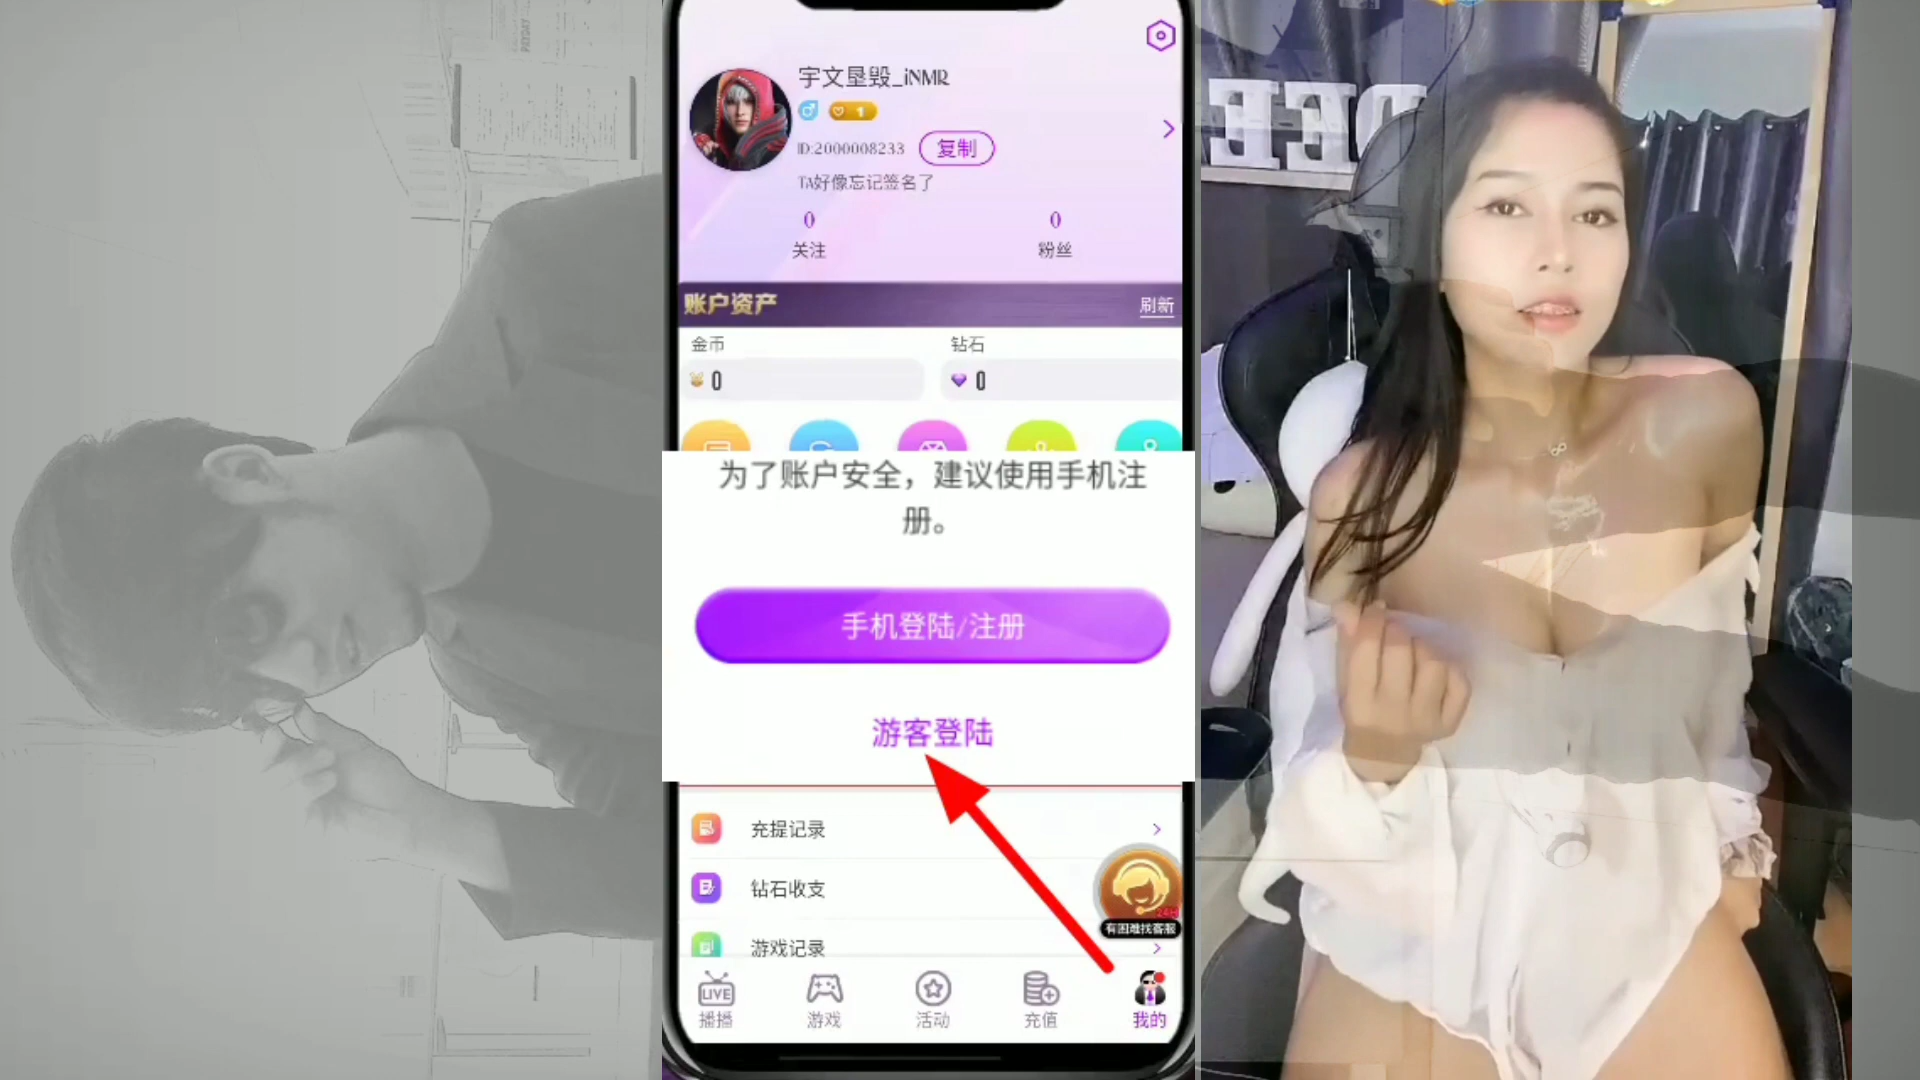 宇文垦毁_iNMR
1
ID:2000008233
复制
TA好像忘记签名了
0
0
关注
粉丝
账户资产
刷新
金币
钻石
0
0
为了账户安全，建议使用手机注
册。
手机登陆/注册
游客登陆
充提记录
钻石收支
24H
有困难找客服
游戏记录
LIVE
播播
游戏
活动
充值
我的